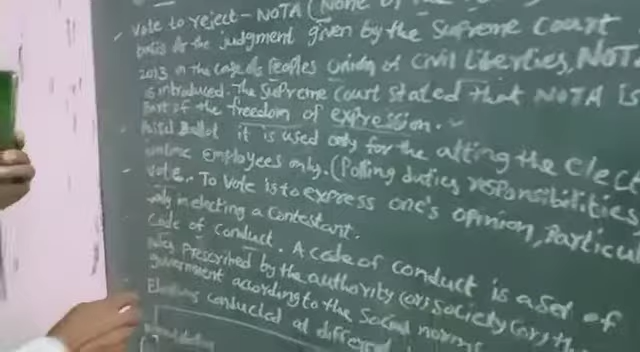 Vote to reject - NOTA (None of
basis As the judgment given by the Supreme Court
2013 in the case of Peoples Union of Civil Liberties, NOTA
is introduced. The Supreme Court stated that NOTA is
Part of the freedom of expression.
Postal Ballot it is used only for the the Elect
employees only. (Polling duties responsibilities
Vote. To vote is to express one's opinion, Particul
in electing a Contestant.
Code of Conduct. A code of conduct is a set of
rules Prescribed by the authority (or) Society (or) th
government according to the Social norms
Elections conducted at different